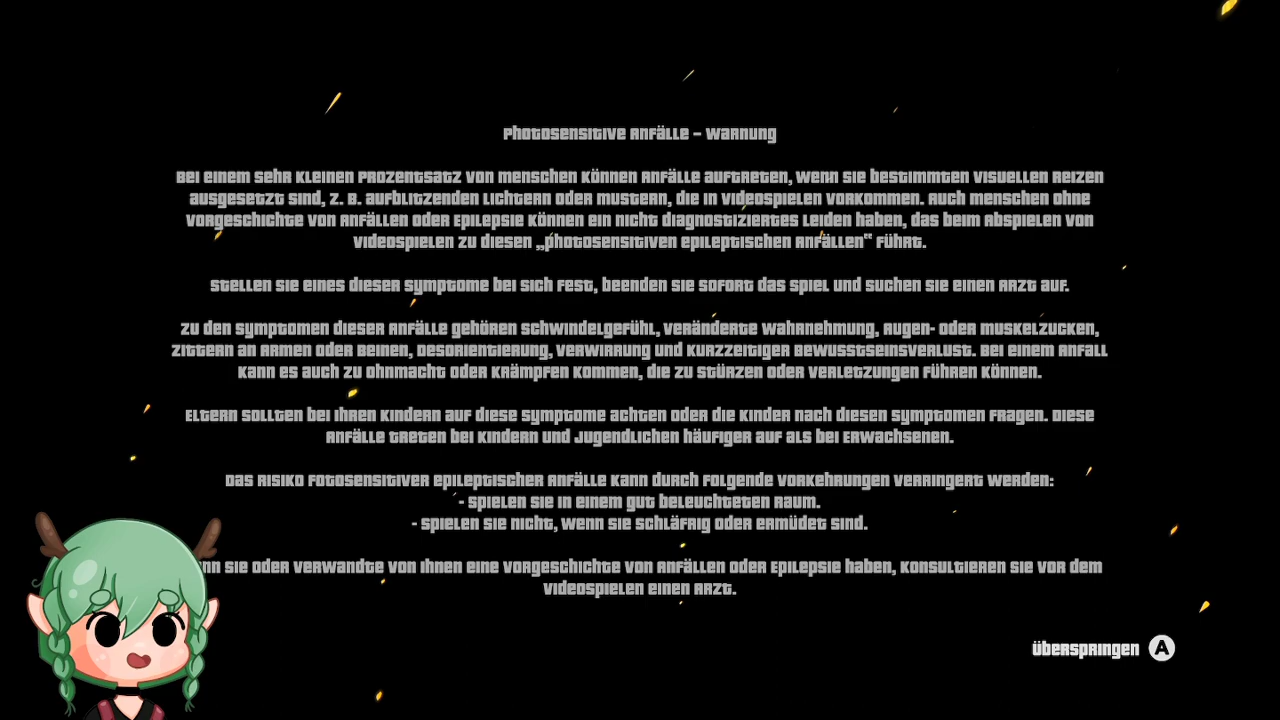 Photosensitive Anfälle – Warnung
Bei einem sehr kleinen Prozentsatz von Menschen können Anfälle auftreten, wenn sie bestimmten visuellen Reizen
ausgesetzt sind, z. B. aufblitzenden Lichtern oder Mustern, die in Videospielen vorkommen. Auch Menschen ohne
Vorgeschichte von Anfällen oder Epilepsie können ein nicht diagnostiziertes Leiden haben, das beim Abspielen von
Videospielen zu diesen „photosensitiven epileptischen Anfällen“ führt.
Stellen Sie eines dieser Symptome bei sich fest, beenden Sie sofort das Spiel und suchen Sie einen Arzt auf.
Zu den Symptomen dieser Anfälle gehören Schwindelgefühl, veränderte Wahrnehmung, Augen- oder Muskelzucken,
Zittern an Armen oder Beinen, Desorientierung, Verwirrung und kurzzeitiger Bewusstseinsverlust. Bei einem Anfall
kann es auch zu Ohnmacht oder Krämpfen kommen, die zu Stürzen oder Verletzungen führen können.
Eltern sollten bei ihren Kindern auf diese Symptome achten oder die Kinder nach diesen Symptomen fragen. Diese
Anfälle treten bei Kindern und Jugendlichen häufiger auf als bei Erwachsenen.
Das Risiko fotosensitiver epileptischer Anfälle kann durch folgende Vorkehrungen verringert werden:
- Spielen Sie in einem gut beleuchteten Raum.
- Spielen Sie nicht, wenn Sie schläfrig oder ermüdet sind.
Sie oder Verwandte von Ihnen eine Vorgeschichte von Anfällen oder Epilepsie haben, konsultieren Sie vor dem
Videospielen einen Arzt.
Überspringen A